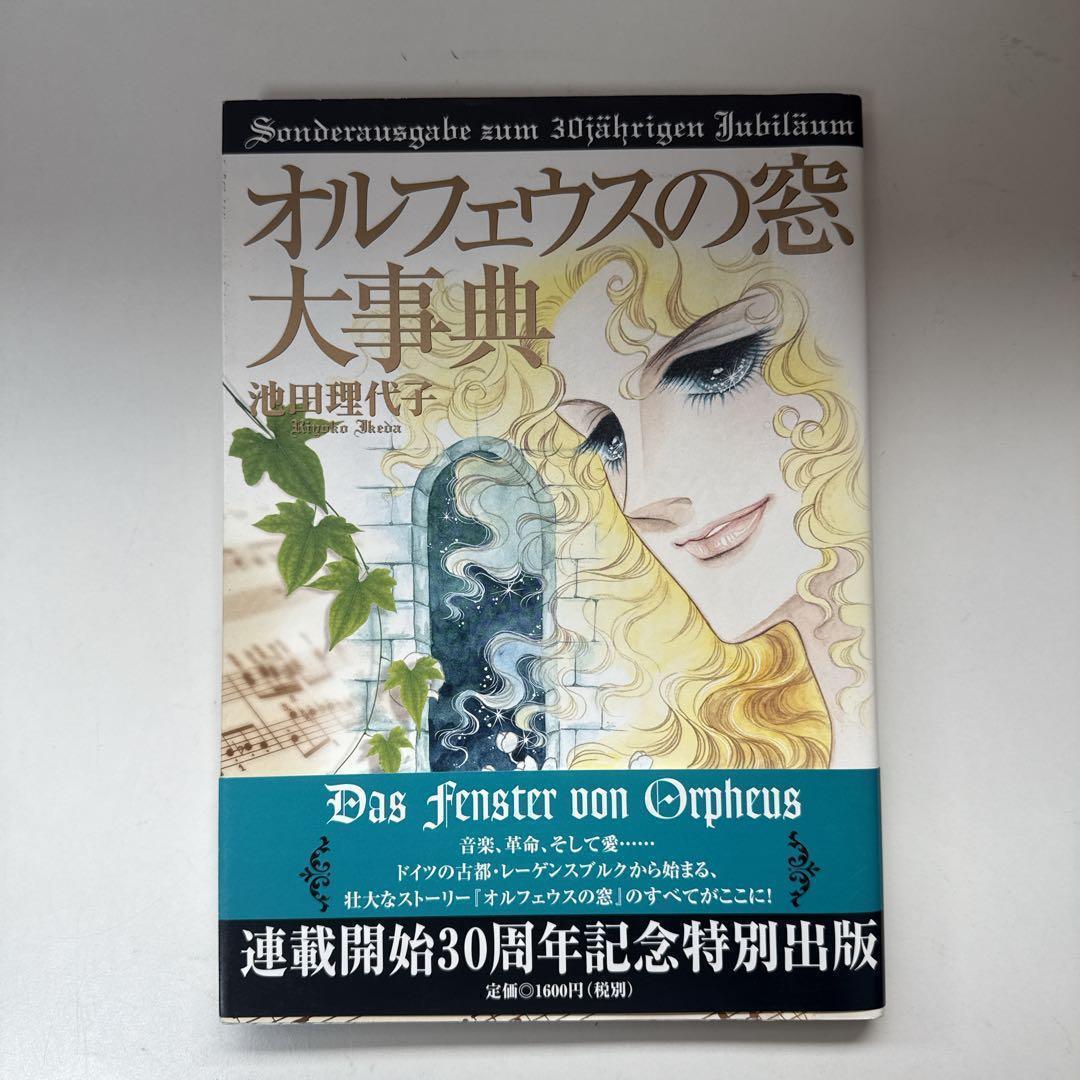 Sonderausgabe zum 30jährigen Jubiläum
オルフェウスの窓
大事典
池田理代子
Riyoko Ikeda
Das Fenster von Orpheus
音楽、革命、そして愛……
ドイツの古都・レーゲンスブルクから始まる、
壮大なストーリー『オルフェウスの窓』のすべてがここに!
連載開始30周年記念特別出版
定価◎1600円(税別)